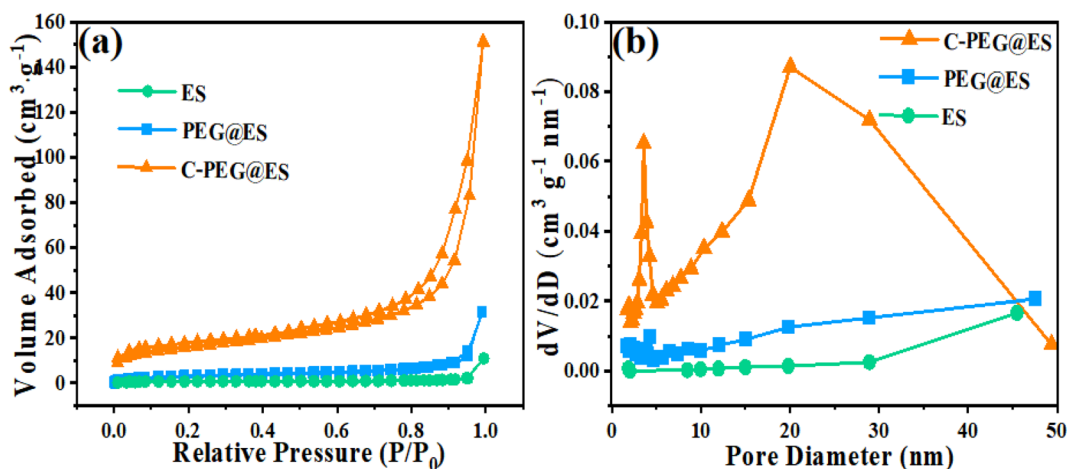 (a)
Volume Adsorbed (cm³·g⁻¹)
160
140
120
100
80
60
40
20
0
ES
PEG@ES
C-PEG@ES
0.0 0.2 0.4 0.6 0.8 1.0
Relative Pressure (P/P₀)
(b)
dV/dD (cm³ g⁻¹ nm⁻¹)
0.10
0.08
0.06
0.04
0.02
0.00
C-PEG@ES
PEG@ES
ES
0 10 20 30 40 50
Pore Diameter (nm)